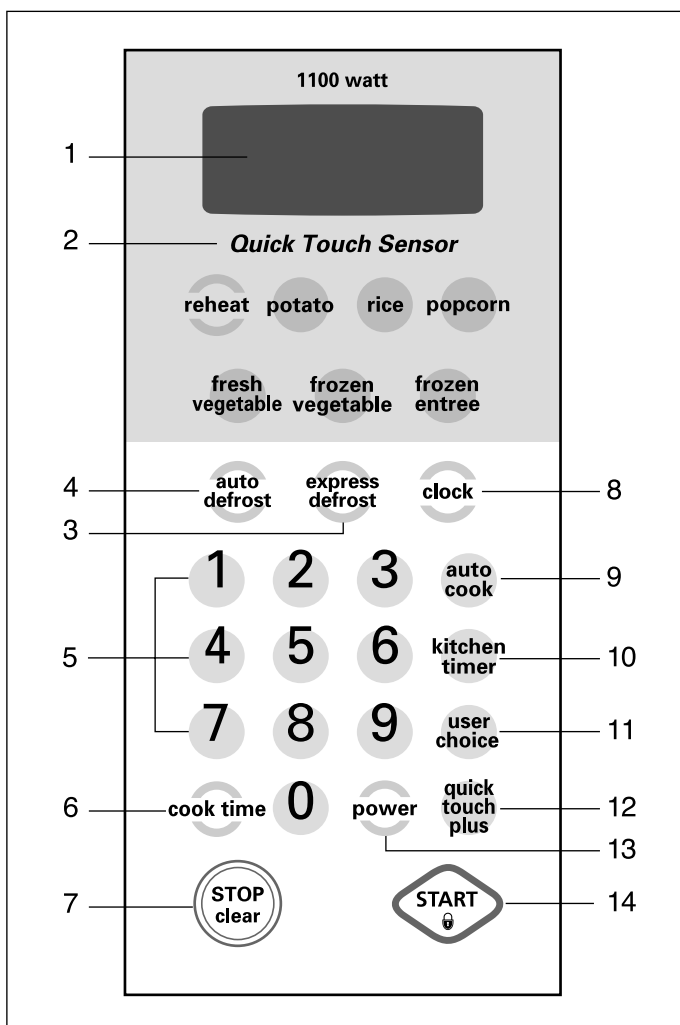 1100 watt
1
2 Quick Touch Sensor
reheat potato rice popcorn
fresh vegetable frozen vegetable frozen entree
4 auto defrost express defrost clock 8
3
1 2 3 auto cook 9
5 4 5 6 kitchen timer 10
7 8 9 user choice 11
6 cook time 0 power quick touch plus 12
13
7 STOP clear START 14